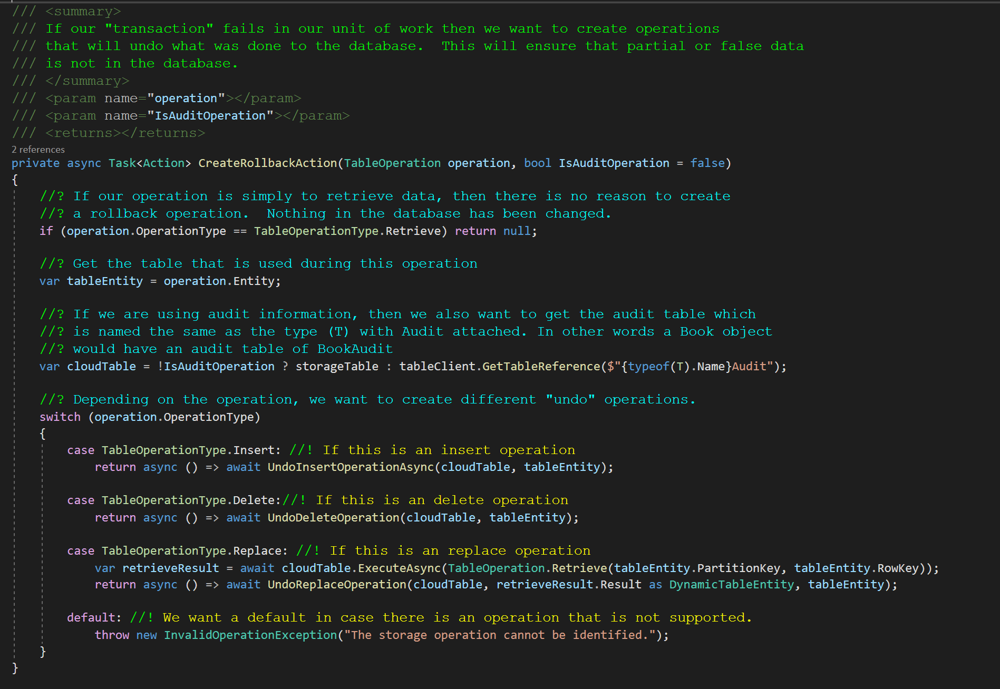 /// <summary>
/// If our "transaction" fails in our unit of work then we want to create operations
/// that will undo what was done to the database.  This will ensure that partial or false data
/// is not in the database.
/// </summary>
/// <param name="operation"></param>
/// <param name="IsAuditOperation"></param>
/// <returns></returns>
2 references
private async Task<Action> CreateRollbackAction(TableOperation operation, bool IsAuditOperation = false)
{
    //? If our operation is simply to retrieve data, then there is no reason to create
    //? a rollback operation.  Nothing in the database has been changed.
    if (operation.OperationType == TableOperationType.Retrieve) return null;

    //? Get the table that is used during this operation
    var tableEntity = operation.Entity;

    //? If we are using audit information, then we also want to get the audit table which
    //? is named the same as the type (T) with Audit attached. In other words a Book object
    //? would have an audit table of BookAudit
    var cloudTable = !IsAuditOperation ? storageTable : tableClient.GetTableReference($"{typeof(T).Name}Audit");

    //? Depending on the operation, we want to create different "undo" operations.
    switch (operation.OperationType)
    {
        case TableOperationType.Insert: //! If this is an insert operation
            return async () => await UndoInsertOperationAsync(cloudTable, tableEntity);

        case TableOperationType.Delete://! If this is an delete operation
            return async () => await UndoDeleteOperation(cloudTable, tableEntity);

        case TableOperationType.Replace: //! If this is an replace operation
            var retrieveResult = await cloudTable.ExecuteAsync(TableOperation.Retrieve(tableEntity.PartitionKey, tableEntity.RowKey));
            return async () => await UndoReplaceOperation(cloudTable, retrieveResult.Result as DynamicTableEntity, tableEntity);

        default: //! We want a default in case there is an operation that is not supported.
            throw new InvalidOperationException("The storage operation cannot be identified.");
    }
}